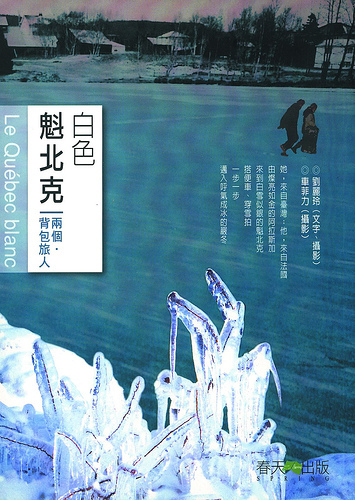 白色
魁北克
兩個·
背包旅人
Le Québec blanc
◎劉麗玲（文字、攝影）
◎車菲力（攝影）
她，來自臺灣；他，來自法國
由燦亮如金的阿拉斯加
來到白雪似銀的魁北克
搭便車、穿雪拍
一步一步
邁入呼氣成冰的嚴冬
春天出版
SPRING